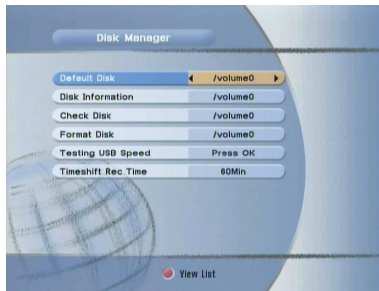 Disk Manager
Default Disk /volume0
Disk Information /volume0
Check Disk /volume0
Format Disk /volume0
Testing USB Speed Press OK
Timeshift Rec Time 60Min
View List